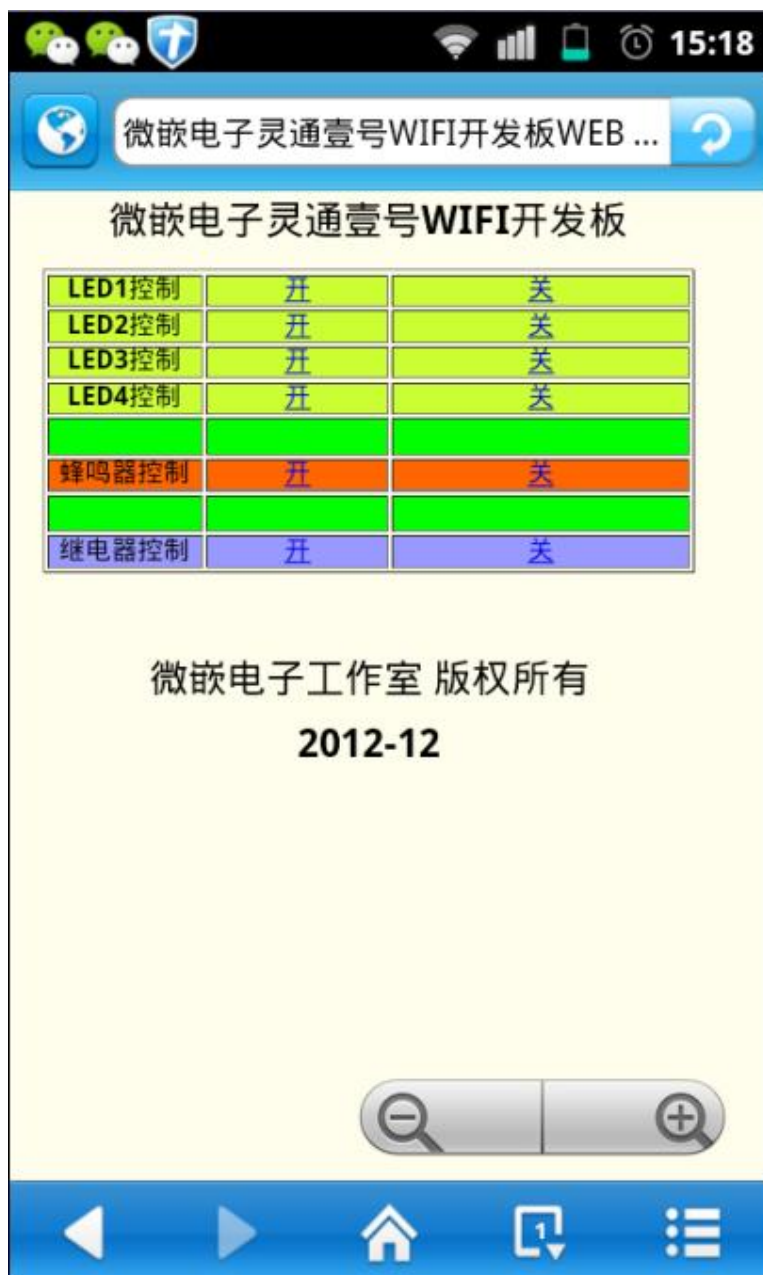 15:18
微嵌电子灵通壹号WIFI开发板WEB ...
微嵌电子灵通壹号WIFI开发板
LED1控制 开 关
LED2控制 开 关
LED3控制 开 关
LED4控制 开 关
蜂鸣器控制 开 关
继电器控制 开 关
微嵌电子工作室 版权所有
2012-12
1